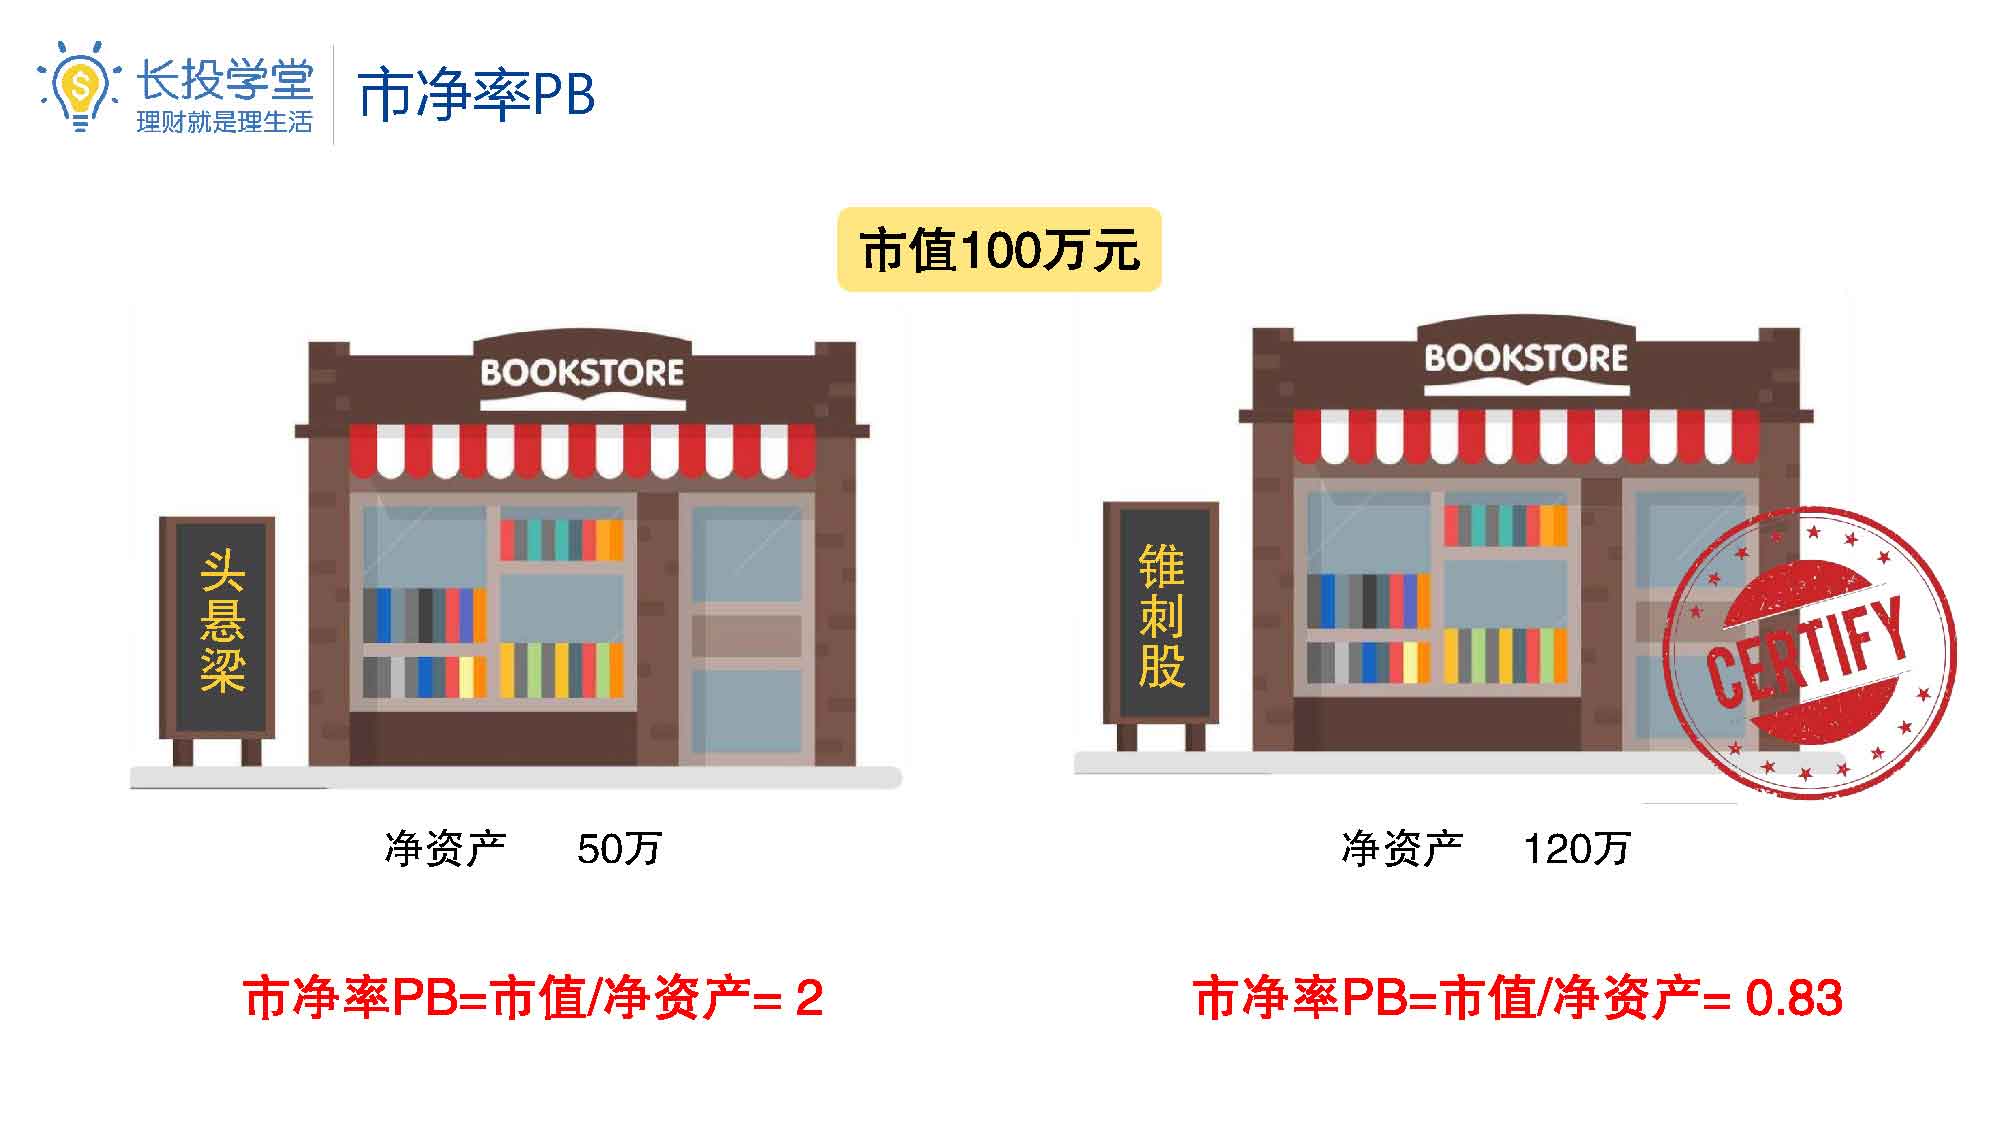 长投学堂
理财就是理生活
市净率PB
市值100万元
BOOKSTORE
头悬梁
净资产 50万
市净率PB=市值/净资产= 2
BOOKSTORE
锥刺股
CERTIFY
净资产 120万
市净率PB=市值/净资产= 0.83